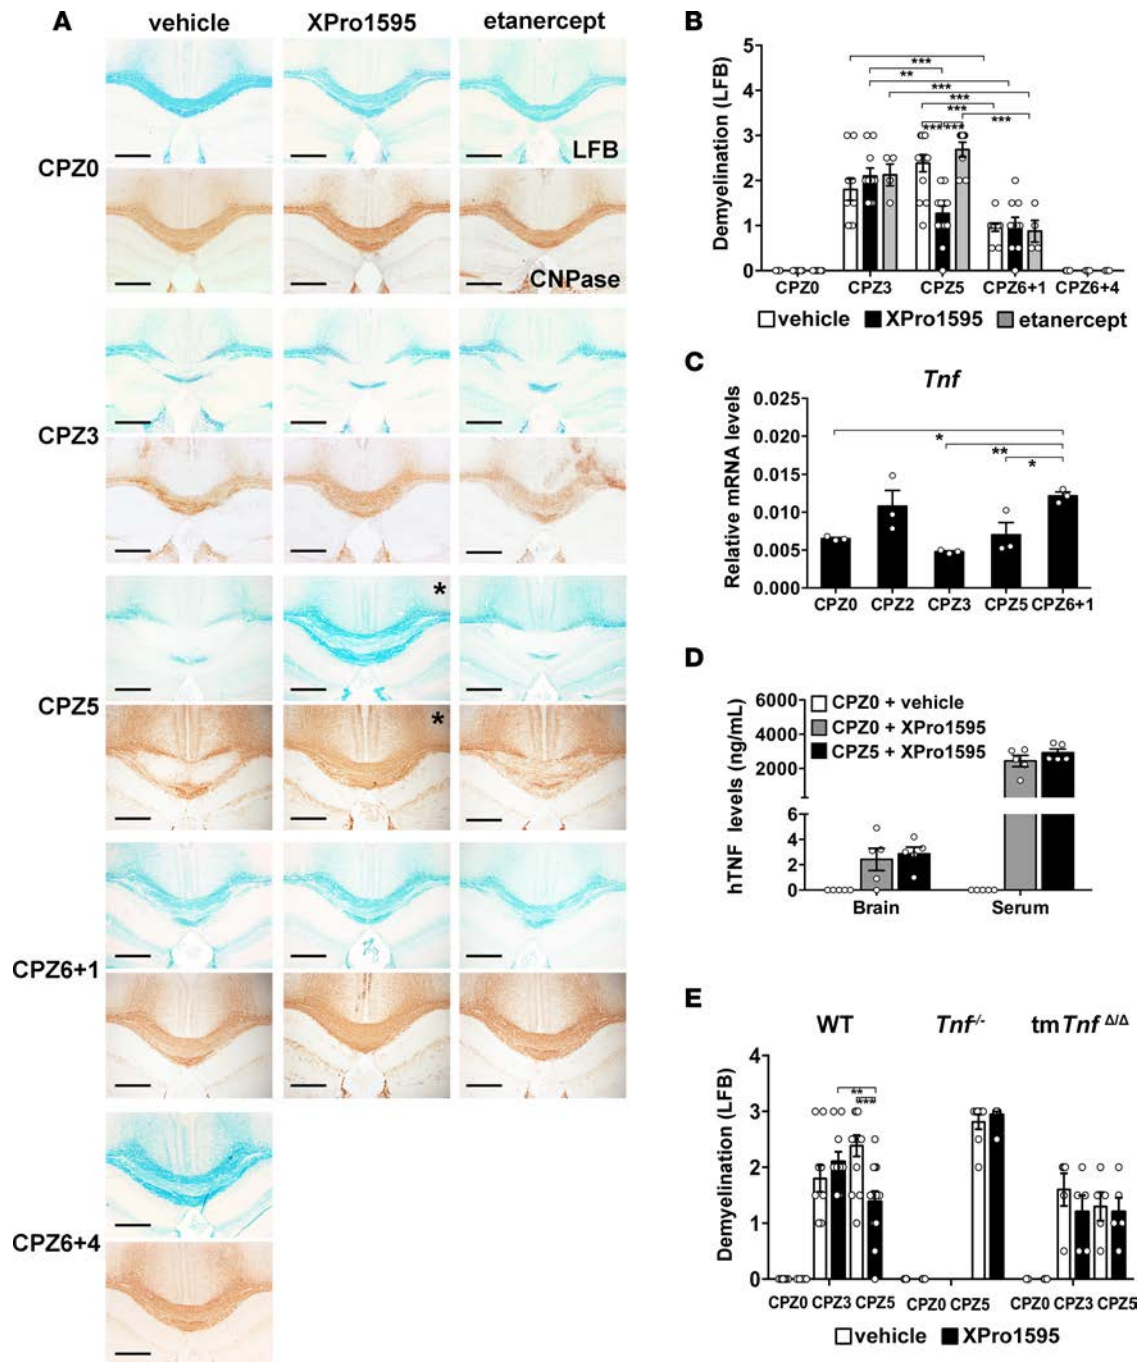 A
vehicle XPro1595 etanercept
CPZ0
LFB
CNPase
CPZ3
CPZ5
*
*
CPZ6+1
CPZ6+4
B
Demyelination (LFB)
5
4
3
2
1
0
***
**
***
***
***
***
***
*** ***
CPZ0 CPZ3 CPZ5 CPZ6+1 CPZ6+4
vehicle XPro1595 etanercept
C
Tnf
Relative mRNA levels
0.025
0.020
0.015
0.010
0.005
0.000
*
**
*
CPZ0 CPZ2 CPZ3 CPZ5 CPZ6+1
D
hTNF levels (ng/mL)
6000
4000
2000
6
4
2
0
CPZ0 + vehicle
CPZ0 + XPro1595
CPZ5 + XPro1595
Brain Serum
E
WT Tnf-/- tmTnf Δ/Δ
Demyelination (LFB)
4
3
2
1
0
**
***
CPZ0 CPZ3 CPZ5 CPZ0 CPZ5 CPZ0 CPZ3 CPZ5
vehicle XPro1595